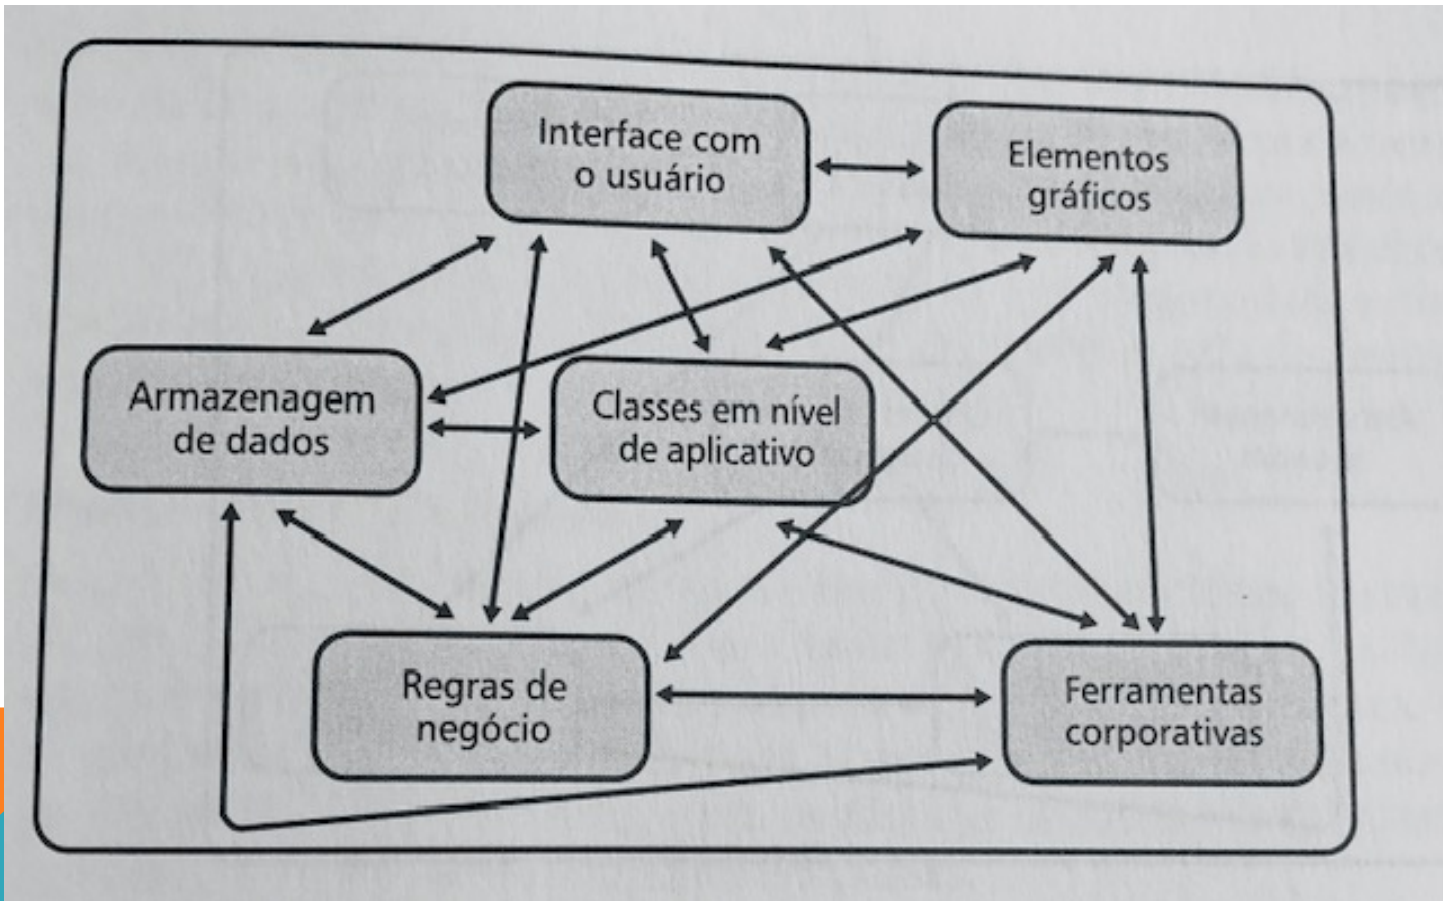 Interface com
o usuário
Elementos
gráficos
Armazenagem
de dados
Classes em nível
de aplicativo
Regras de
negócio
Ferramentas
corporativas